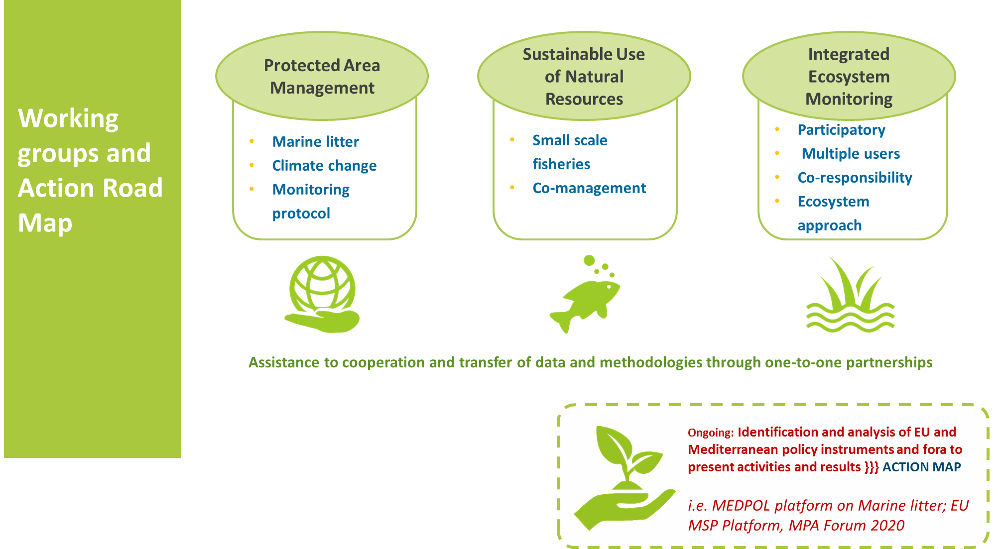 Working
groups and
Action Road
Map
Protected Area
Management
• Marine litter
• Climate change
• Monitoring
protocol
Sustainable Use
of Natural
Resources
• Small scale
fisheries
• Co-management
Integrated
Ecosystem
Monitoring
• Participatory
• Multiple users
• Co-responsibility
• Ecosystem
approach
Assistance to cooperation and transfer of data and methodologies through one-to-one partnerships
Ongoing: Identification and analysis of EU and
Mediterranean policy instruments and fora to
present activities and results }}} ACTION MAP
i.e. MEDPOL platform on Marine litter; EU
MSP Platform, MPA Forum 2020